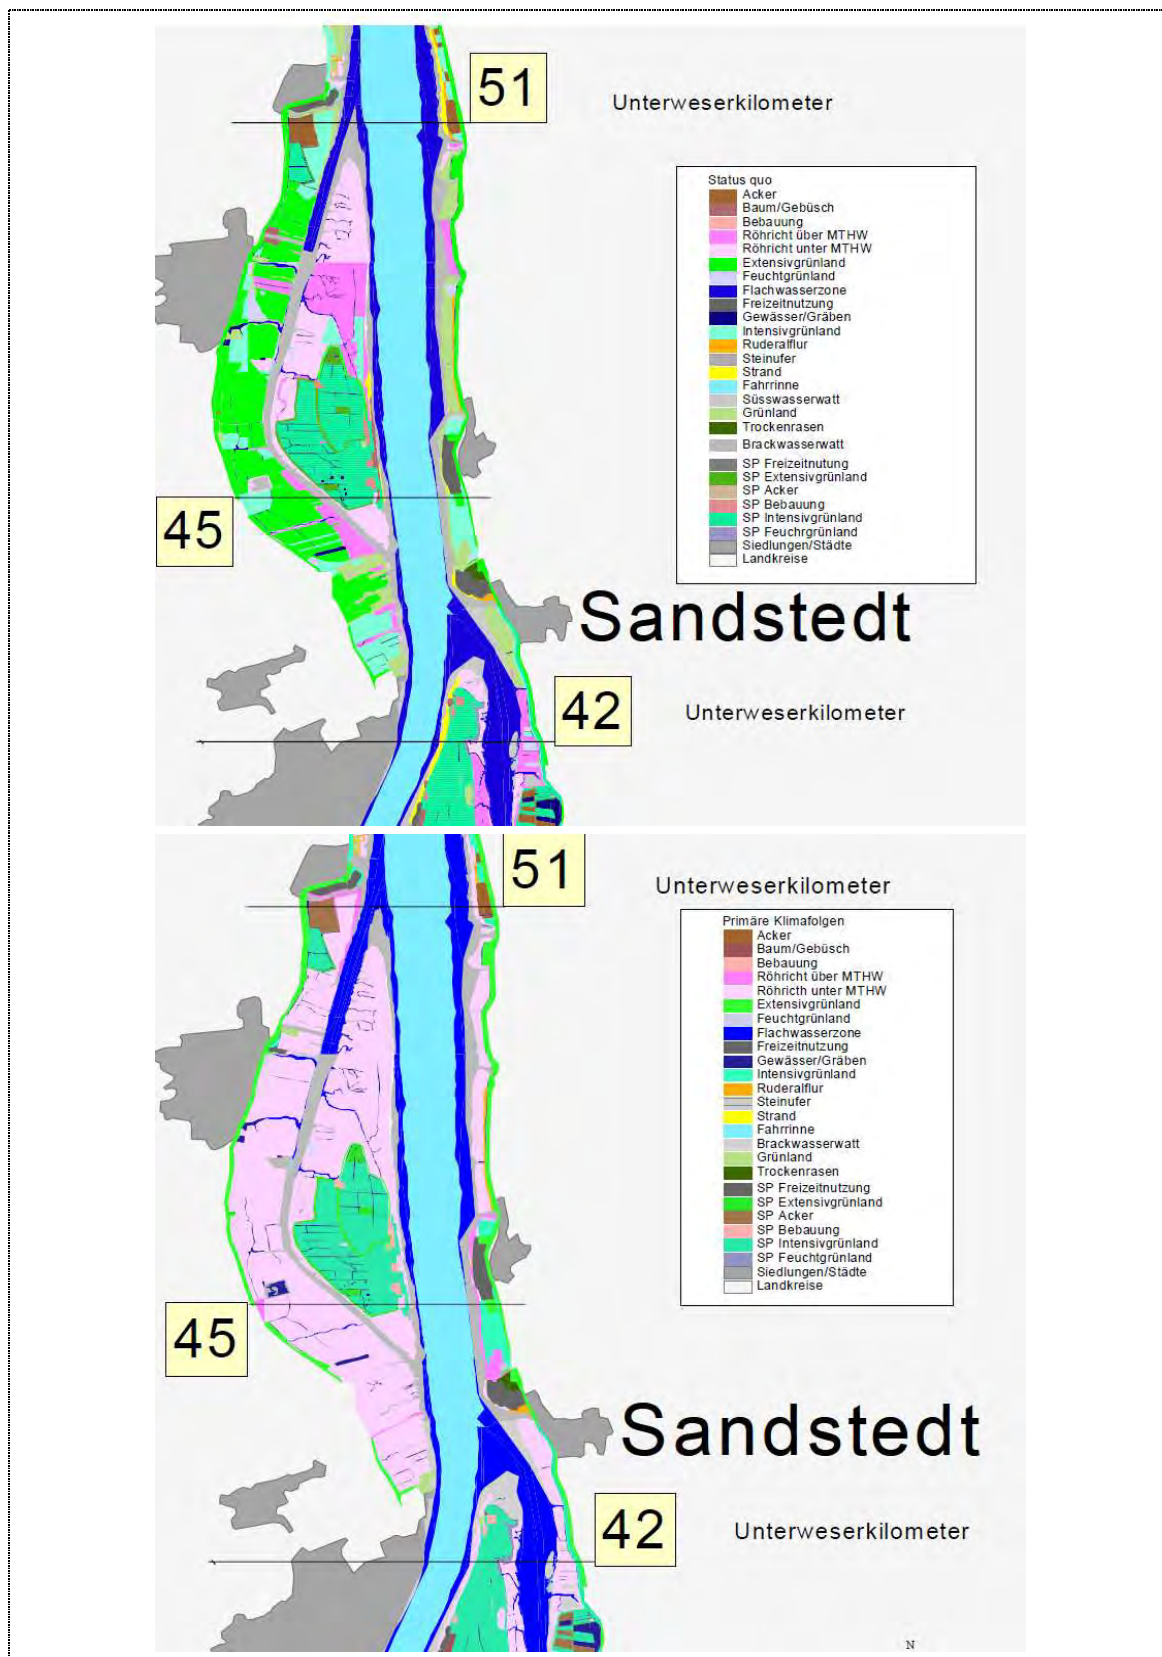 51
Unterweserkilometer
Status quo
Acker
Baum/Gebüsch
Bebauung
Röhricht über MTHW
Röhricht unter MTHW
Extensivgrünland
Feuchtgrünland
Flachwasserzone
Freizeitnutzung
Gewässer/Gräben
Intensivgrünland
Ruderalflur
Steinufer
Strand
Fahrrinne
Süsswasserwatt
Grünland
Trockenrasen
Brackwasserwatt
SP Freizeitnutung
SP Extensivgrünland
SP Acker
SP Bebauung
SP Intensivgrünland
SP Feuchrgrünland
Siedlungen/Städte
Landkreise
45
Sandstedt
42
Unterweserkilometer
51
Unterweserkilometer
Primäre Klimafolgen
Acker
Baum/Gebüsch
Bebauung
Röhricht über MTHW
Röhricth unter MTHW
Extensivgrünland
Feuchtgrünland
Flachwasserzone
Freizeitnutzung
Gewässer/Gräben
Intensivgrünland
Ruderalflur
Steinufer
Strand
Fahrrinne
Brackwasserwatt
Grünland
Trockenrasen
SP Freizeitnutzung
SP Extensivgrünland
SP Acker
SP Bebauung
SP Intensivgrünland
SP Feuchtgrünland
Siedlungen/Städte
Landkreise
45
Sandstedt
42
Unterweserkilometer
N